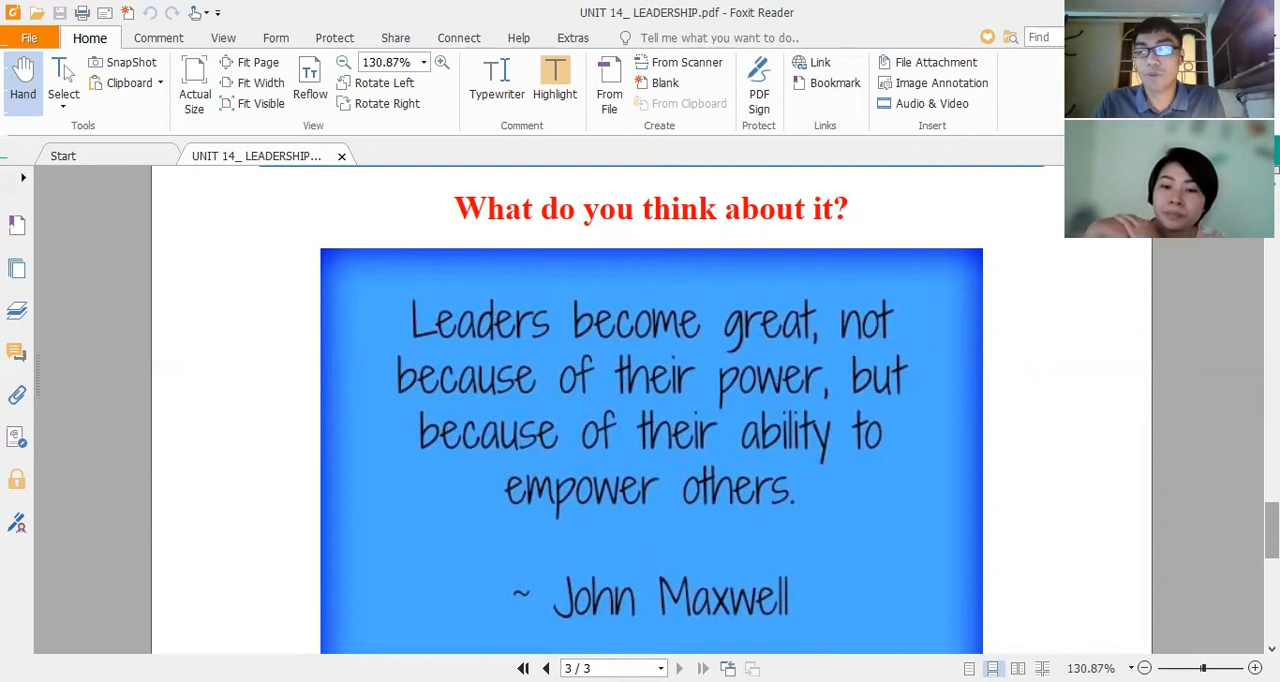 UNIT 14_ LEADERSHIP.pdf - Foxit Reader
File Home Comment View Form Protect Share Connect Help Extras Tell me what you want to do.. Find
Hand
Select
SnapShot
Clipboard
Tools
Actual Size
Fit Page
Fit Width
Fit Visible
Reflow
130.87%
Rotate Left
Rotate Right
View
Typewriter
Highlight
Comment
From File
From Scanner
Blank
From Clipboard
Create
PDF Sign
Protect
Link
Bookmark
Links
File Attachment
Image Annotation
Audio & Video
Insert
Start
UNIT 14_ LEADERSHIP...
What do you think about it?
Leaders become great, not
because of their power, but
because of their ability to
empower others.
~ John Maxwell
3 / 3
130.87%